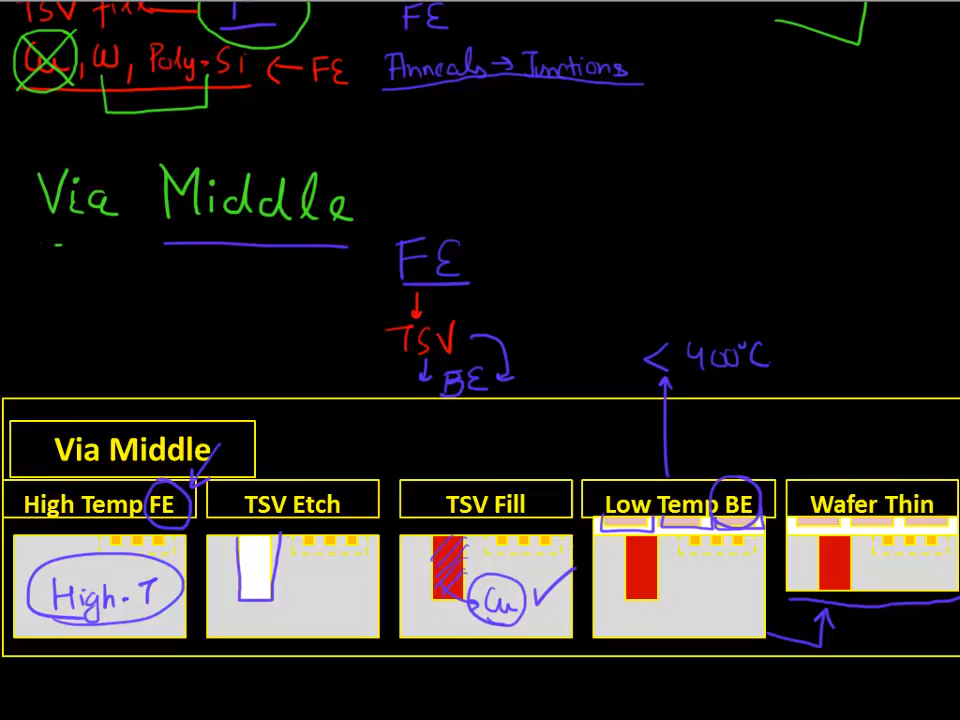 TSV
FE
Cu, W, Poly-Si ← FE Anneals → Junctions
Via Middle
FE
↓
TSV
↓ BE
< 400°C
Via Middle
High Temp FE TSV Etch TSV Fill Low Temp BE Wafer Thin
High-T Cu